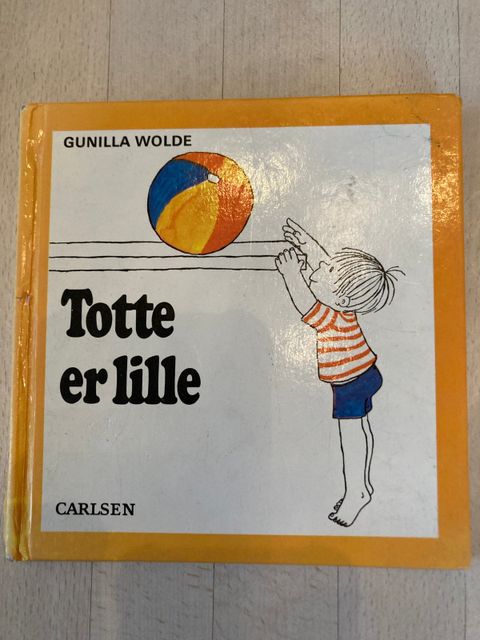 GUNILLA WOLDE
Totte
er lille
CARLSEN